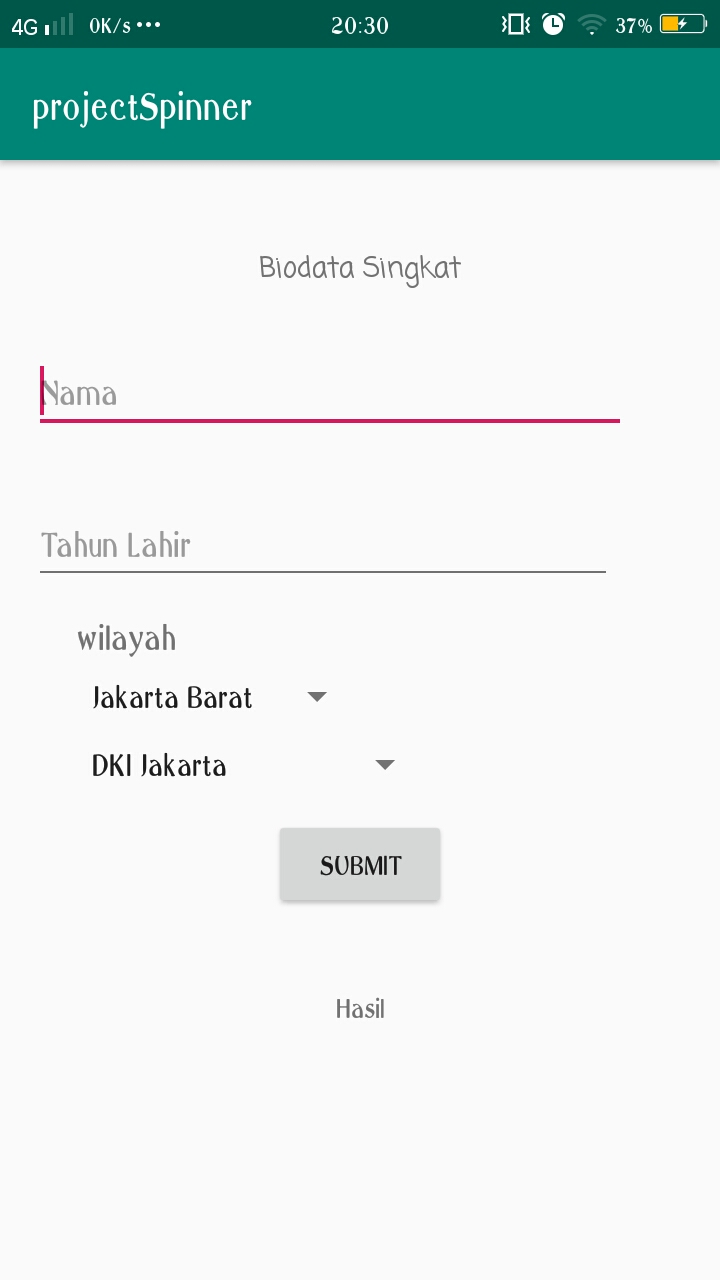 4G 0K/s ••• 20:30 37%
projectSpinner
Biodata Singkat
Nama
Tahun Lahir
wilayah
Jakarta Barat
DKI Jakarta
SUBMIT
Hasil